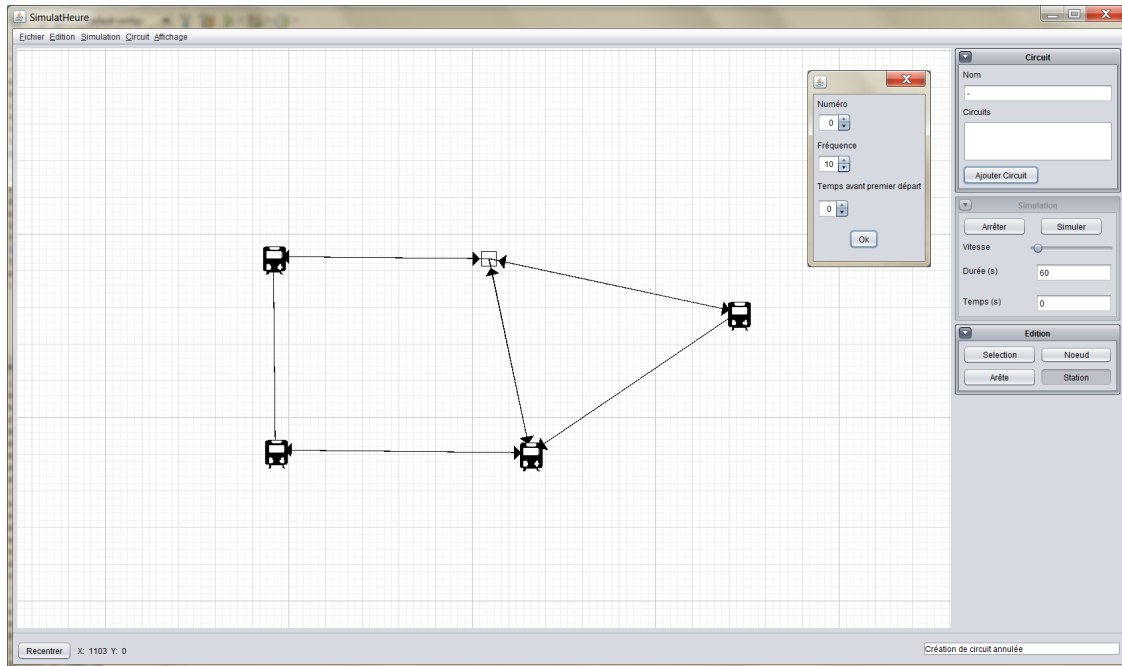 SimulatHeure
Fichier Edition Simulation Circuit Affichage
Numéro
0
Fréquence
10
Temps avant premier départ
0
Ok
Circuit
Nom
-
Circuits
Ajouter Circuit
Simulation
Arrêter Simuler
Vitesse
Durée (s) 60
Temps (s) 0
Edition
Selection Noeud
Arête Station
Recentrer X: 1103 Y: 0
Création de circuit annulée